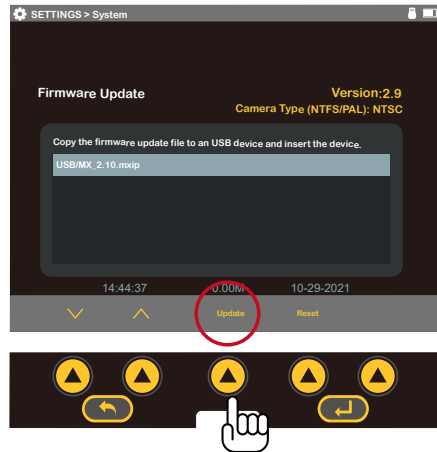 SETTINGS > System
Firmware Update
Version:2.9
Camera Type (NTFS/PAL): NTSC
Copy the firmware update file to an USB device and insert the device.
USB/MX_2.10.mxip
14:44:37 0.00M 10-29-2021
Update Reset